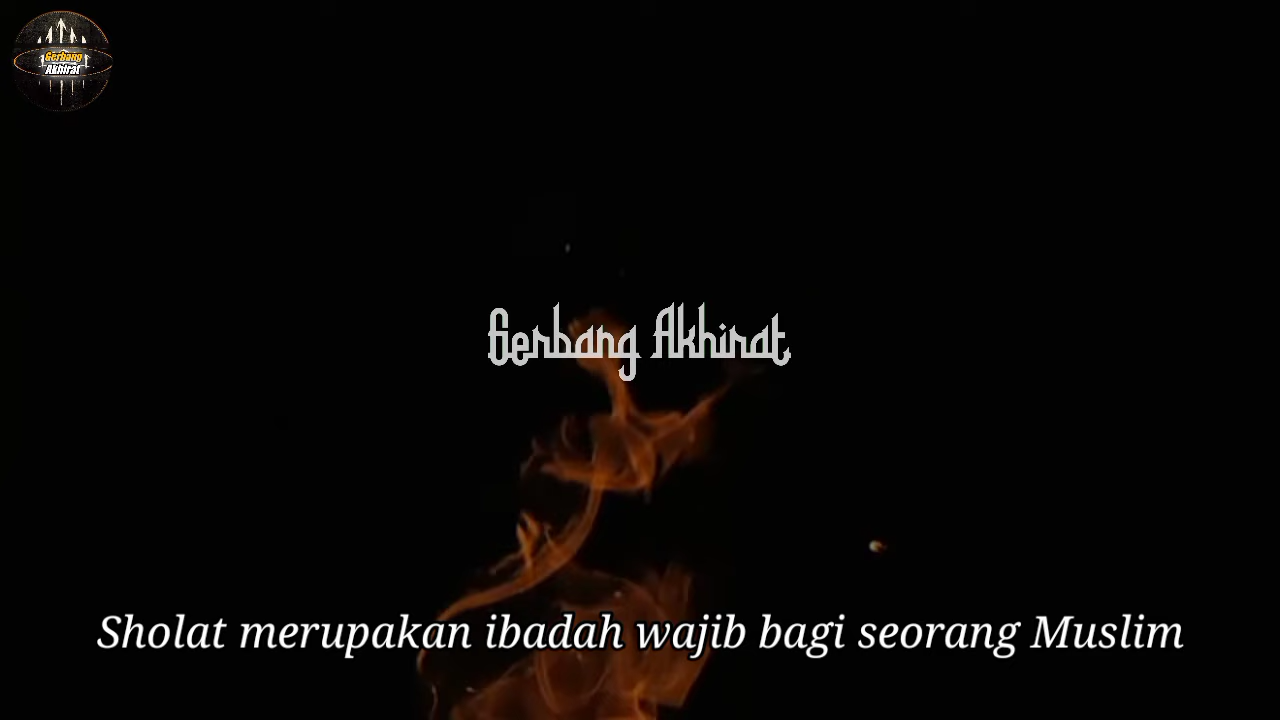 Gerbang
Akhirat
Gerbang Akhirat
Sholat merupakan ibadah wajib bagi seorang Muslim